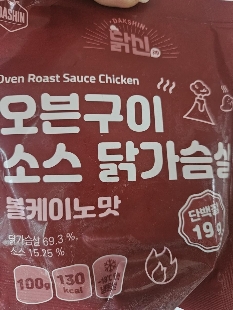 DASHIN
DAKSHIN
닭신
Oven Roast Sauce Chicken
오븐구이
소스 닭가슴살
볼케이노맛
단백질
19g
닭가슴살 69.3 %,
소스 15.25 %
100g
130
kcal